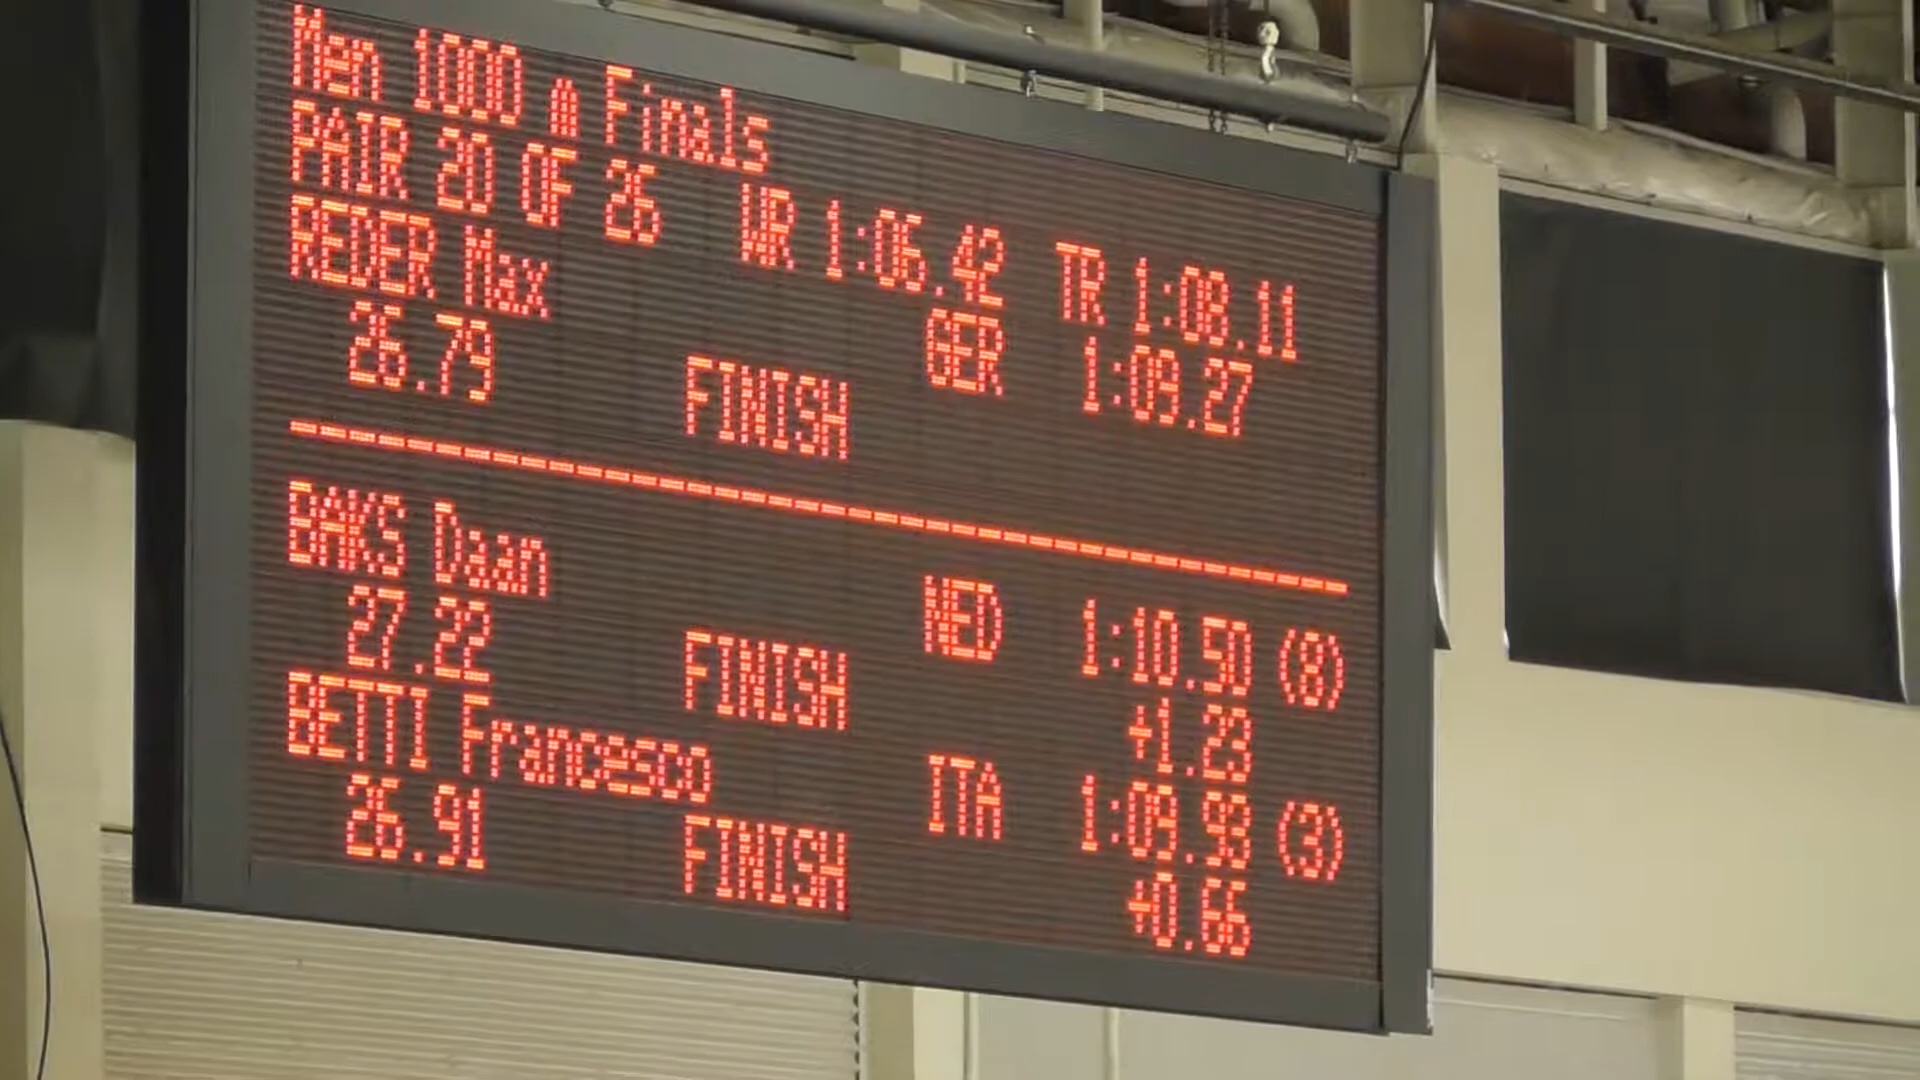 Men 1000 m Finals
PAIR 20 OF 26 WR 1:06.42 TR 1:08.11
REDER Max GER 1:09.27
26.79 FINISH
BAKS Daan NED 1:10.50 (8)
27.22 FINISH +1.23
BETTI Francesco ITA 1:09.93 (3)
26.91 FINISH +0.66